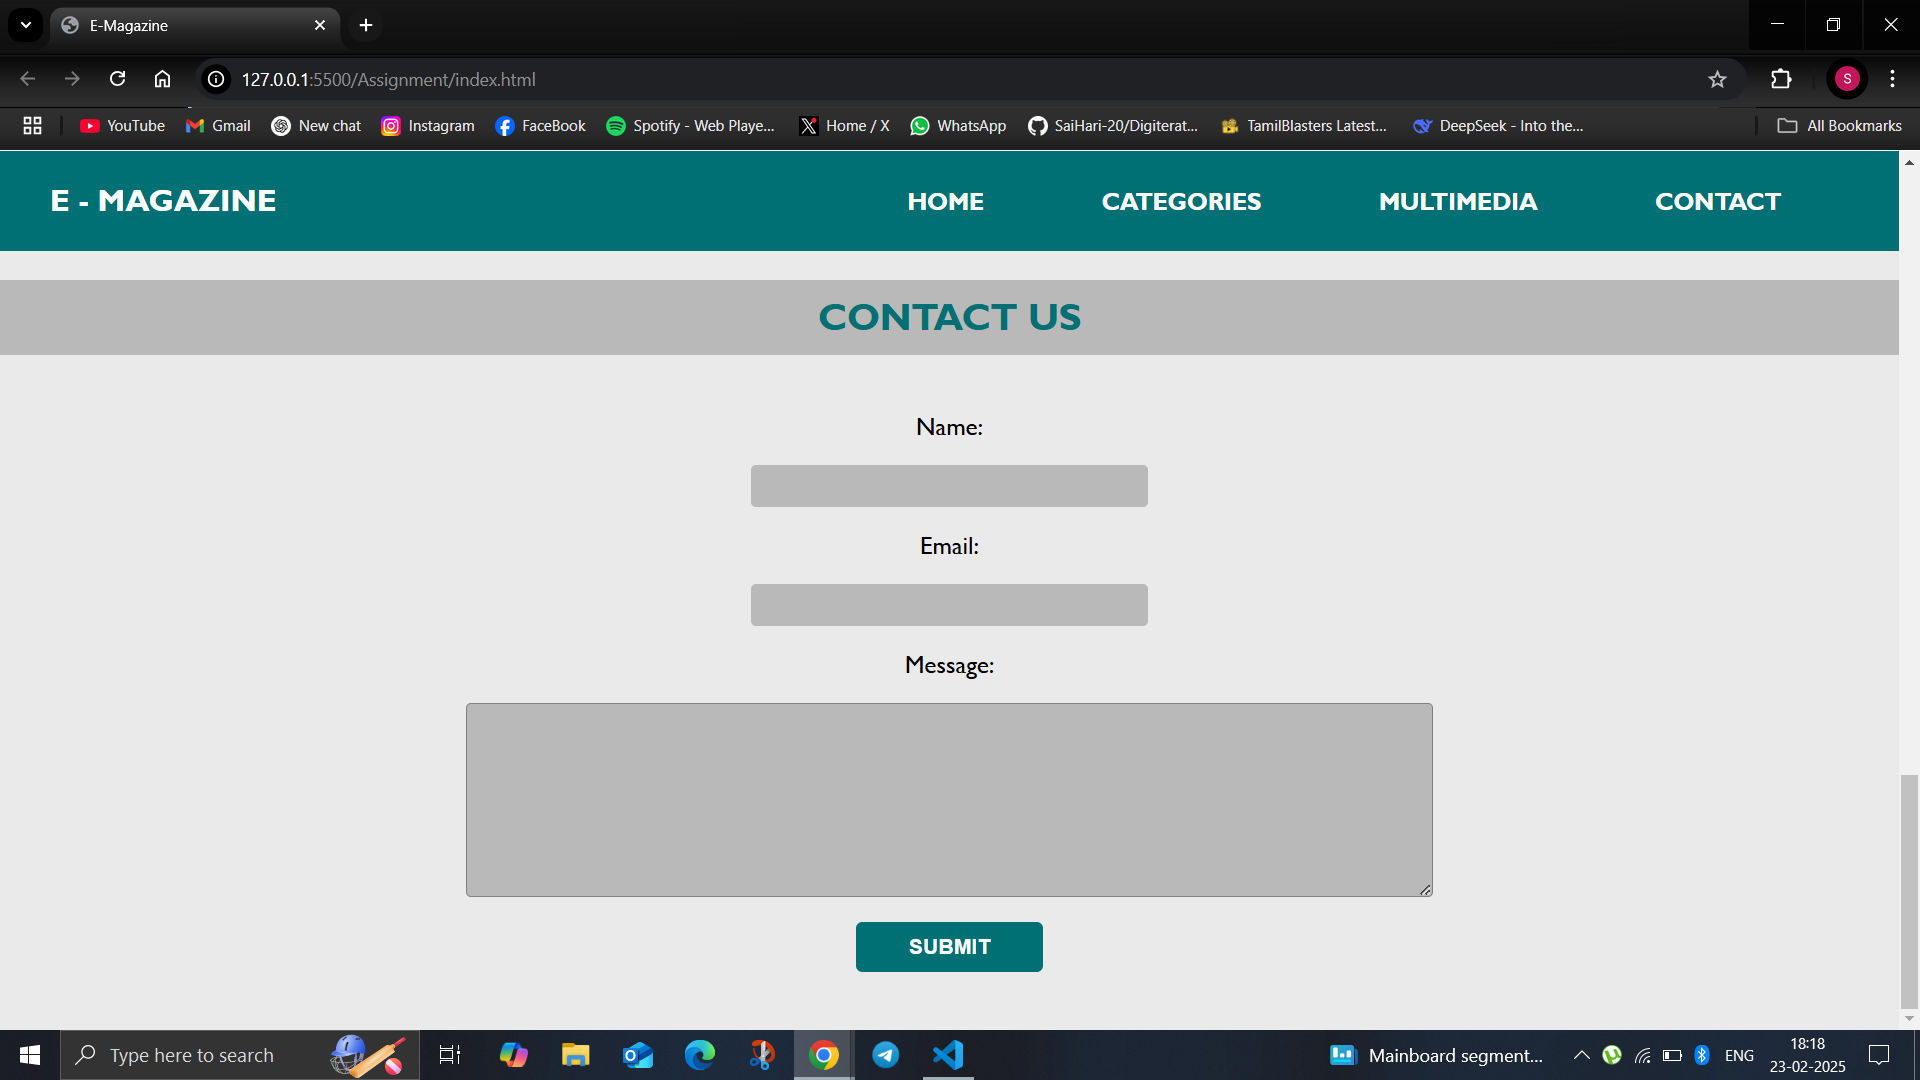 E-Magazine
127.0.0.1:5500/Assignment/index.html
S
YouTube Gmail New chat Instagram FaceBook Spotify - Web Playe... Home / X WhatsApp SaiHari-20/Digiterat... TamilBlasters Latest... DeepSeek - Into the... All Bookmarks
E - MAGAZINE HOME CATEGORIES MULTIMEDIA CONTACT
CONTACT US
Name:
Email:
Message:
SUBMIT
Type here to search
Mainboard segment...
ENG
18:18
23-02-2025